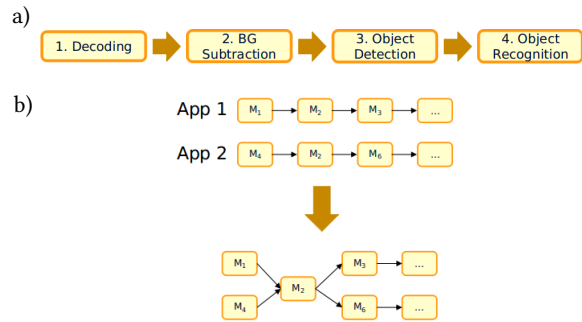 a)
1. Decoding
2. BG
Subtraction
3. Object
Detection
4. Object
Recognition
b)
App 1 M₁ M₂ M₃ ...
App 2 M₄ M₂ M₆ ...
M₁ M₃ ...
M₂
M₄ M₆ ...